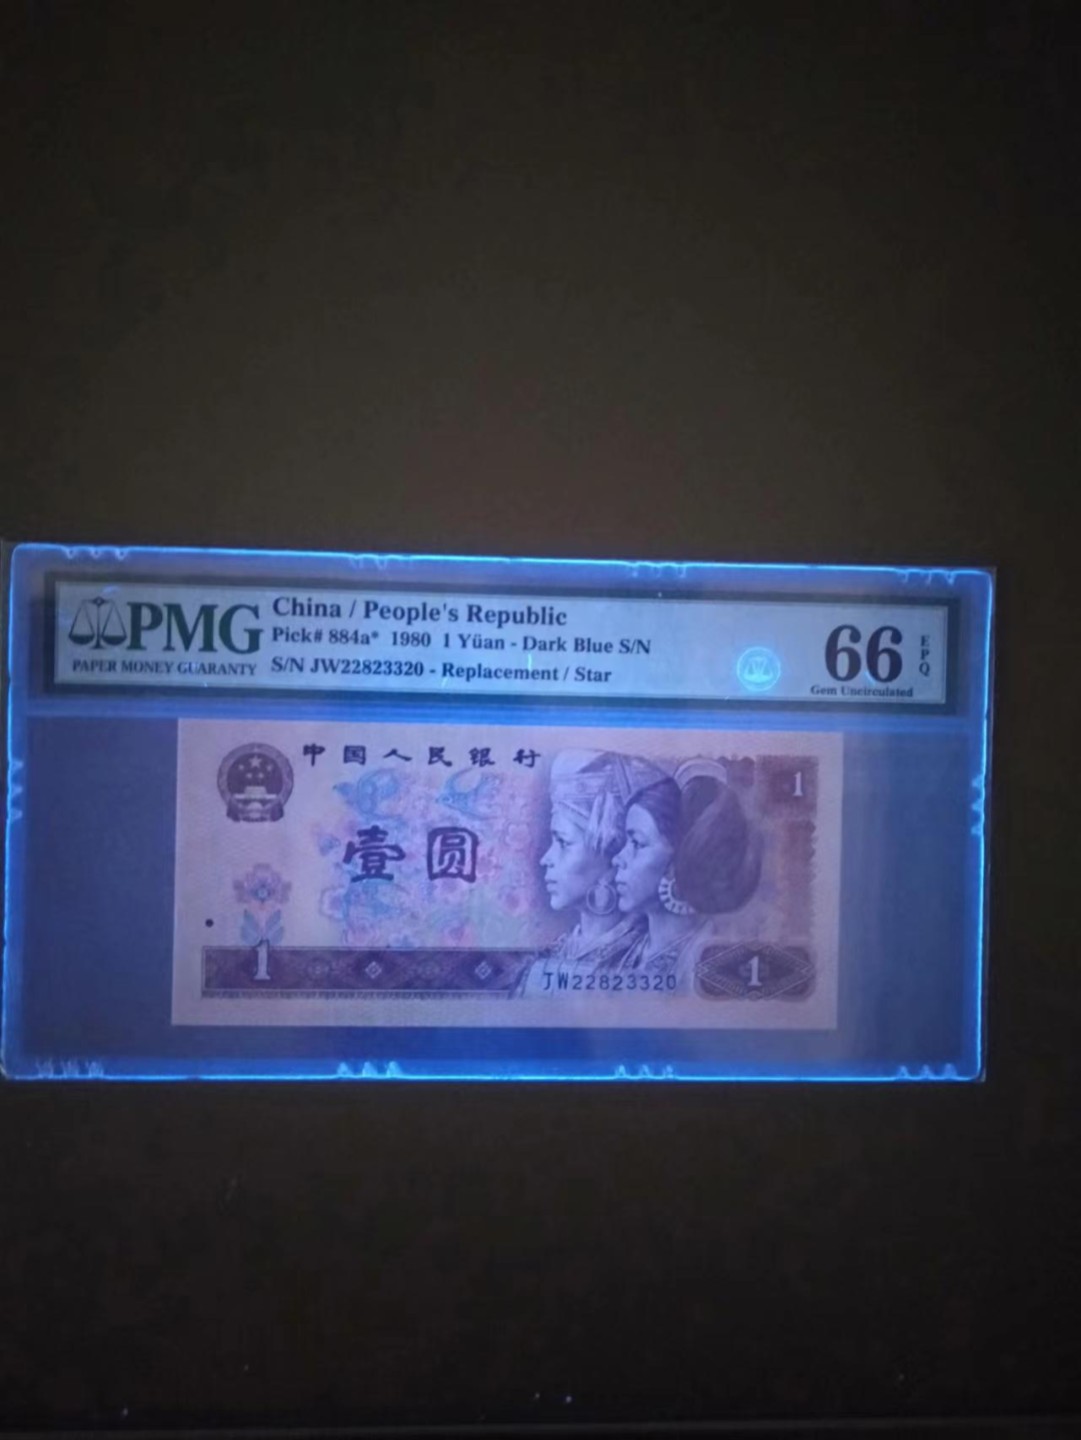 PMG
PAPER MONEY GUARANTY
China / People's Republic
Pick# 884a* 1980 1 Yüan - Dark Blue S/N
S/N JW22823320 - Replacement / Star
66
EPQ
Gem Uncirculated
中国人民银行
1
壹圆
1
JW22823320
1